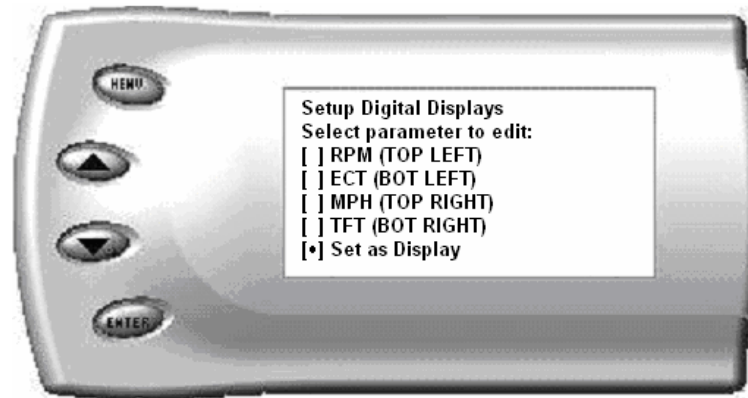 MENU
Setup Digital Displays
Select parameter to edit:
[ ] RPM (TOP LEFT)
[ ] ECT (BOT LEFT)
[ ] MPH (TOP RIGHT)
[ ] TFT (BOT RIGHT)
[•] Set as Display
ENTER